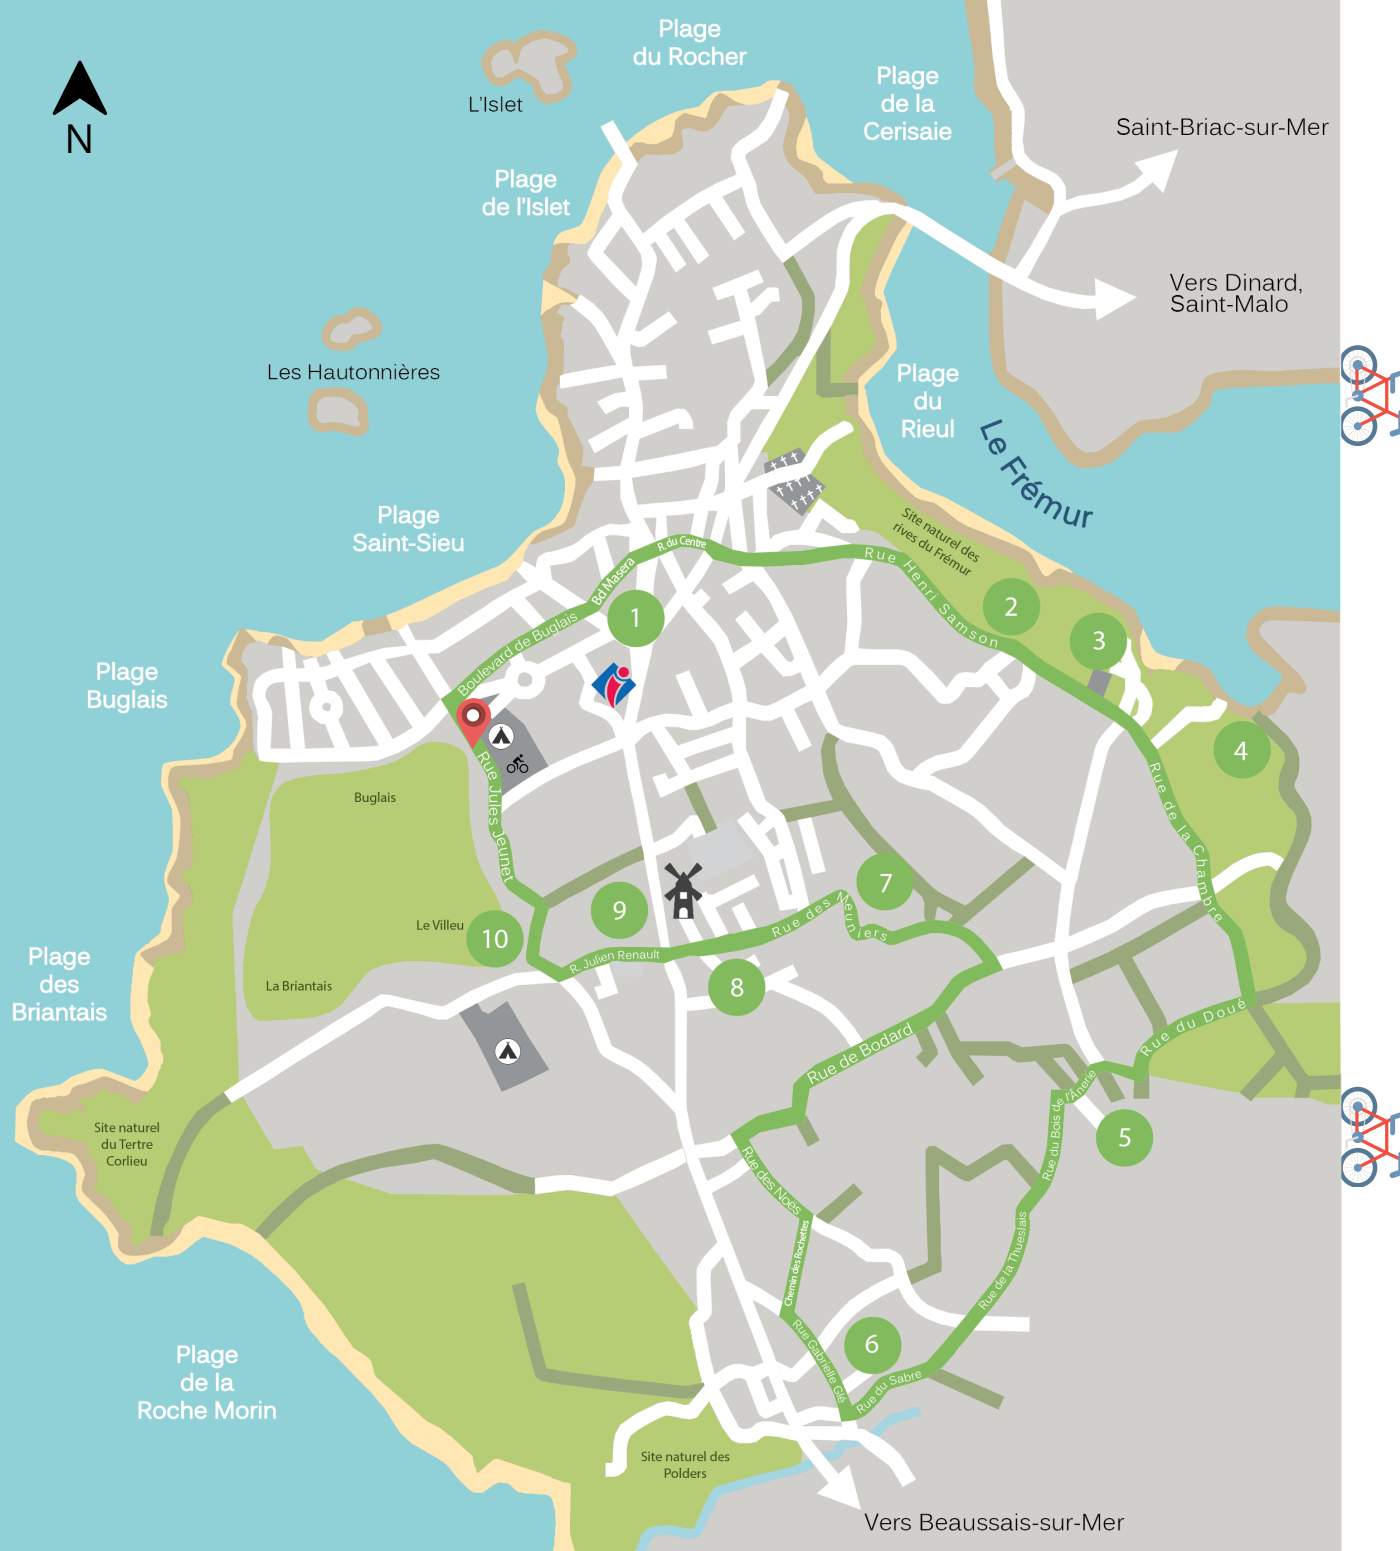 Plage
du Rocher
Plage
de la
Cerisaie
L'Islet
N
Saint-Briac-sur-Mer
Plage
de l'Islet
Vers Dinard,
Saint-Malo
Les Hautonnières
Plage
du
Rieul
Le Frémur
Plage
Saint-Sieu
Site naturel des
rives du Frémur
R. du Centre
Bd Masera
Rue Henri Samson
Boulevard de Buglais
1
2
3
Plage
Buglais
4
Rue Jules Jeunet
Buglais
Rue de la Chambre
7
Rue des Meuniers
9
Le Villeu
10
R. Julien Renault
8
La Briantais
Plage
des
Briantais
Rue du Doué
Rue de Bodard
Rue du Bois de l'Ânerie
5
Site naturel
du Tertre
Corlieu
Rue des Noës
Chemin des Rochettes
Rue de la Thueslais
Rue Gabrielle Glé
6
Rue du Sabre
Plage
de la
Roche Morin
Site naturel des
Polders
Vers Beaussais-sur-Mer